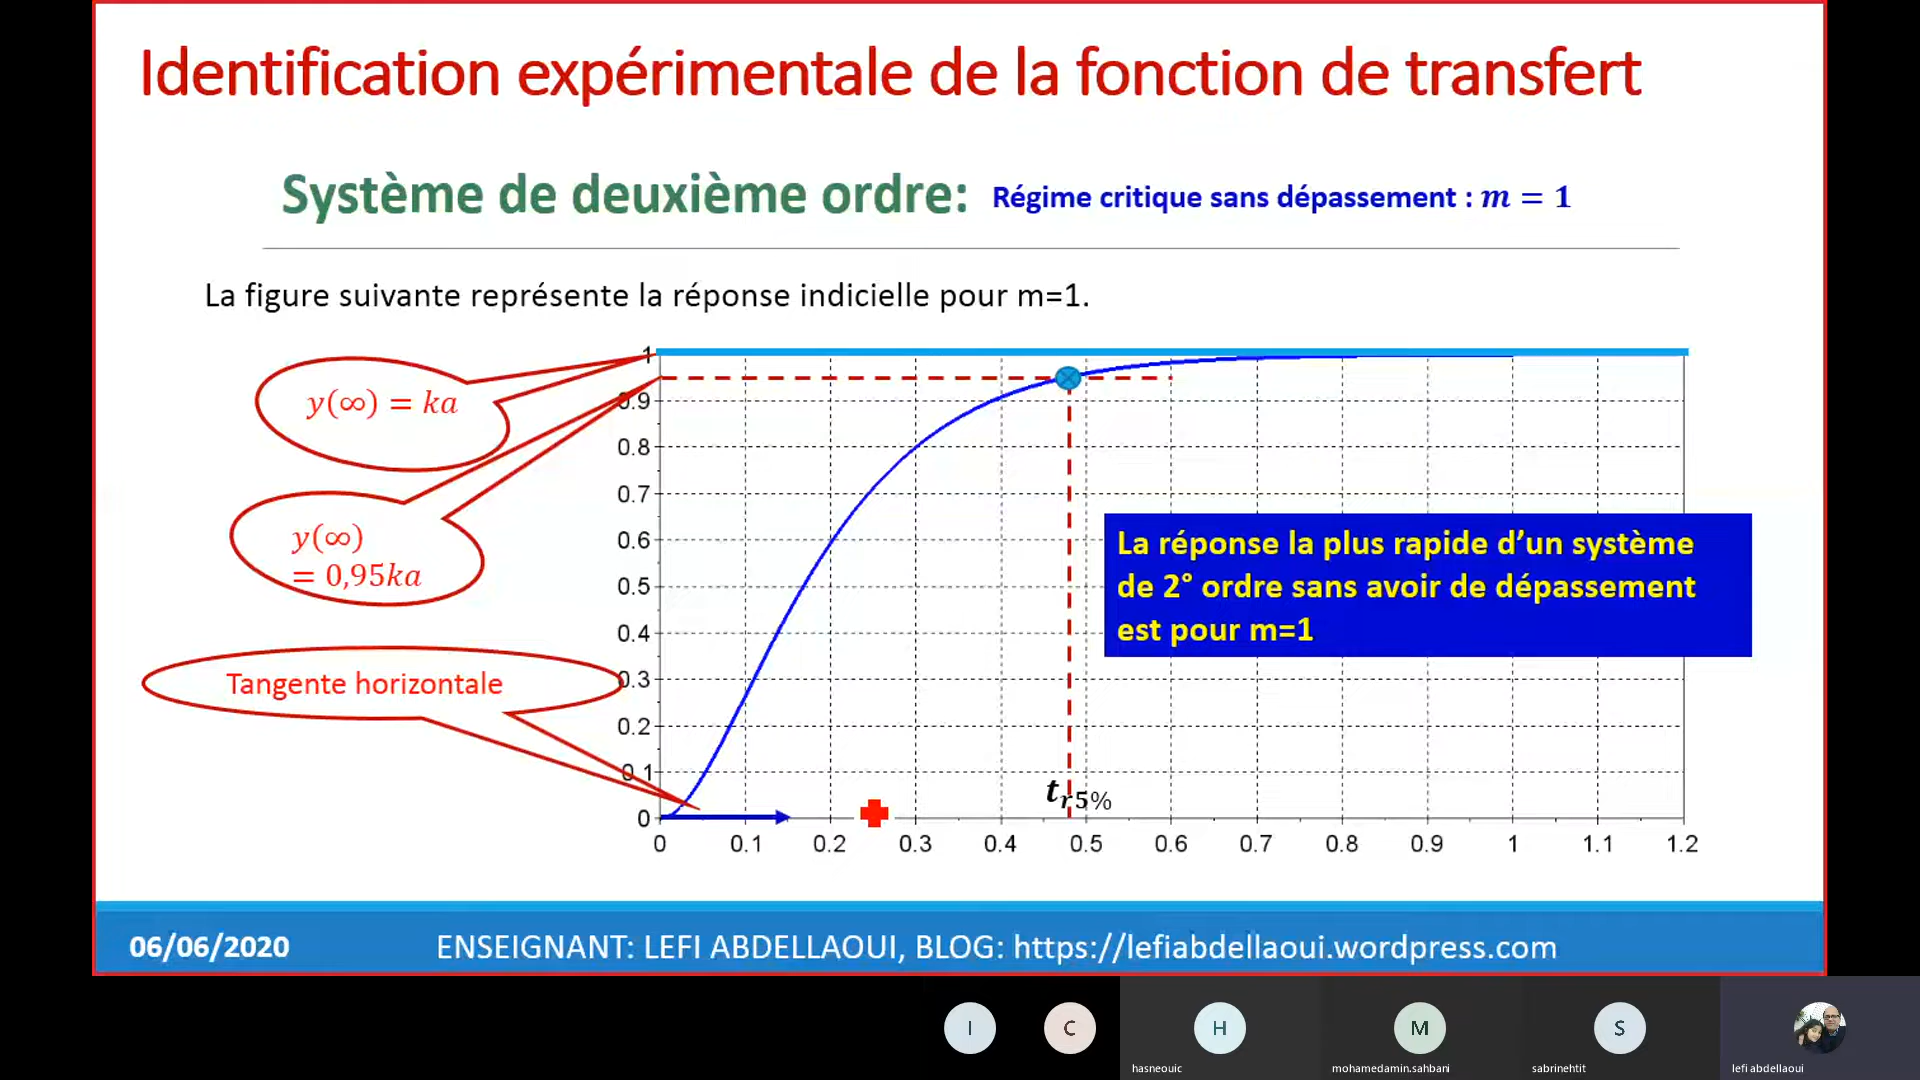 Identification expérimentale de la fonction de transfert
Système de deuxième ordre: Régime critique sans dépassement : m = 1
La figure suivante représente la réponse indicielle pour m=1.
y(∞) = ka
y(∞)
= 0,95ka
Tangente horizontale
1
0.9
0.8
0.7
0.6
0.5
0.4
0.3
0.2
0.1
0
La réponse la plus rapide d’un système
de 2° ordre sans avoir de dépassement
est pour m=1
tr5%
0 0.1 0.2 0.3 0.4 0.5 0.6 0.7 0.8 0.9 1 1.1 1.2
06/06/2020 ENSEIGNANT: LEFI ABDELLAOUI, BLOG: https://lefiabdellaoui.wordpress.com
I C H M S
hasneouic mohamedamin.sahbani sabrinehtit lefi abdellaoui